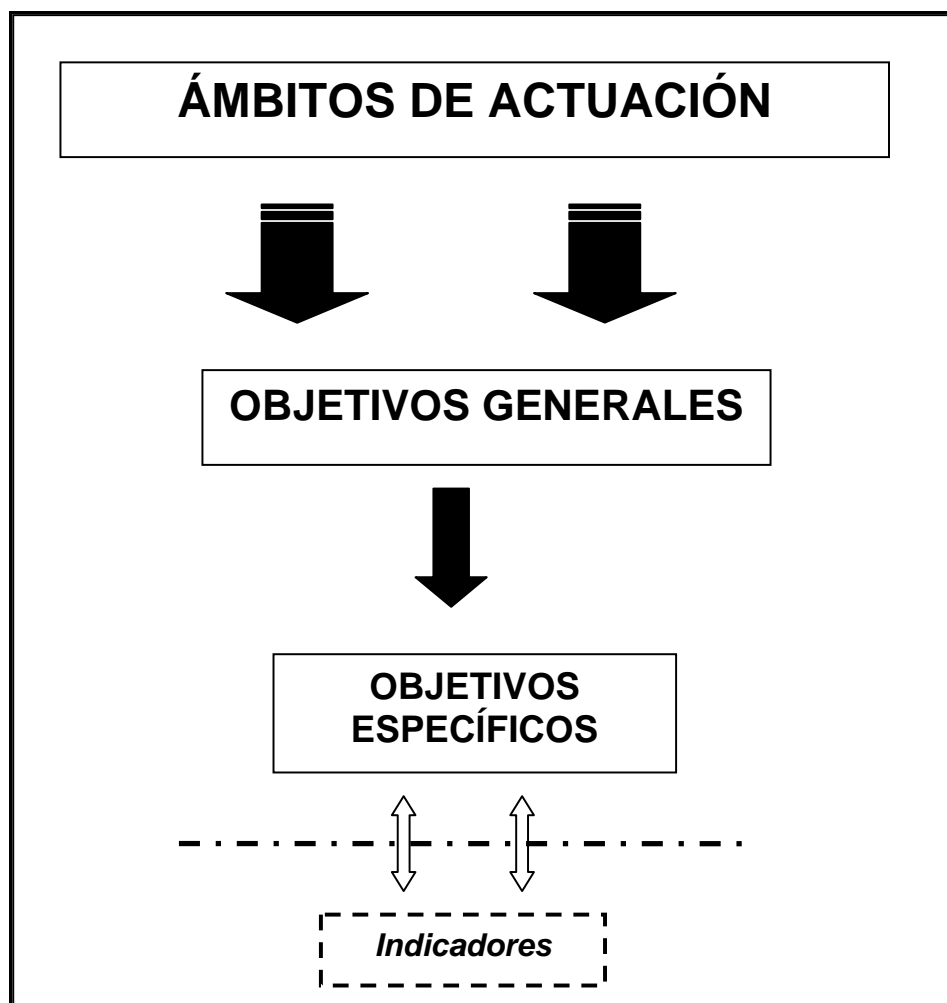 ÁMBITOS DE ACTUACIÓN
OBJETIVOS GENERALES
OBJETIVOS
ESPECÍFICOS
Indicadores